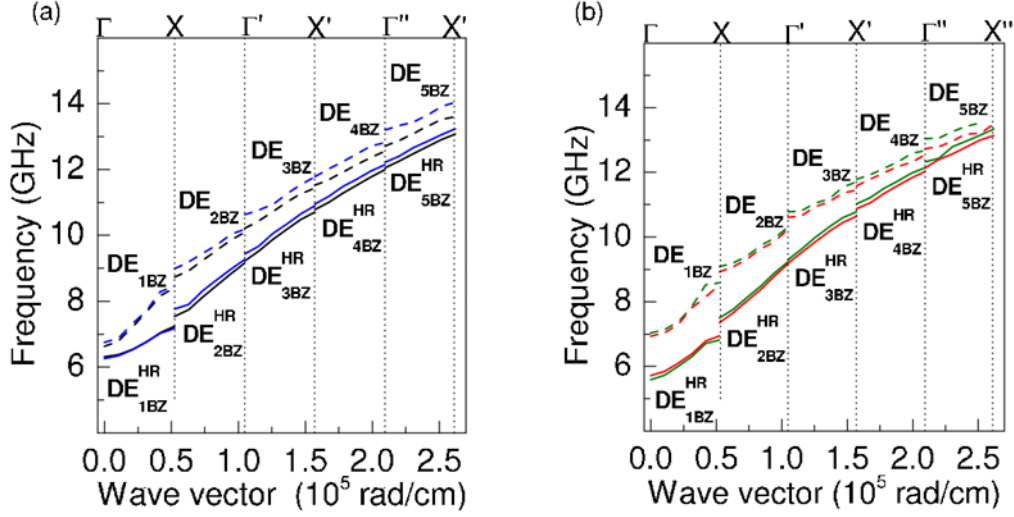 (a)
Γ X Γ' X' Γ'' X'
Frequency (GHz)
14
12
10
8
6
DE5BZ
DE4BZ
DE3BZ
DE2BZ
DE1BZ
DE5BZ HR
DE4BZ HR
DE3BZ HR
DE2BZ HR
DE1BZ HR
0.0 0.5 1.0 1.5 2.0 2.5
Wave vector (10^5 rad/cm)
(b)
Γ X Γ' X' Γ'' X''
Frequency (GHz)
14
12
10
8
6
DE5BZ
DE4BZ
DE3BZ
DE2BZ
DE1BZ
DE5BZ HR
DE4BZ HR
DE3BZ HR
DE2BZ HR
DE1BZ HR
0.0 0.5 1.0 1.5 2.0 2.5
Wave vector (10^5 rad/cm)